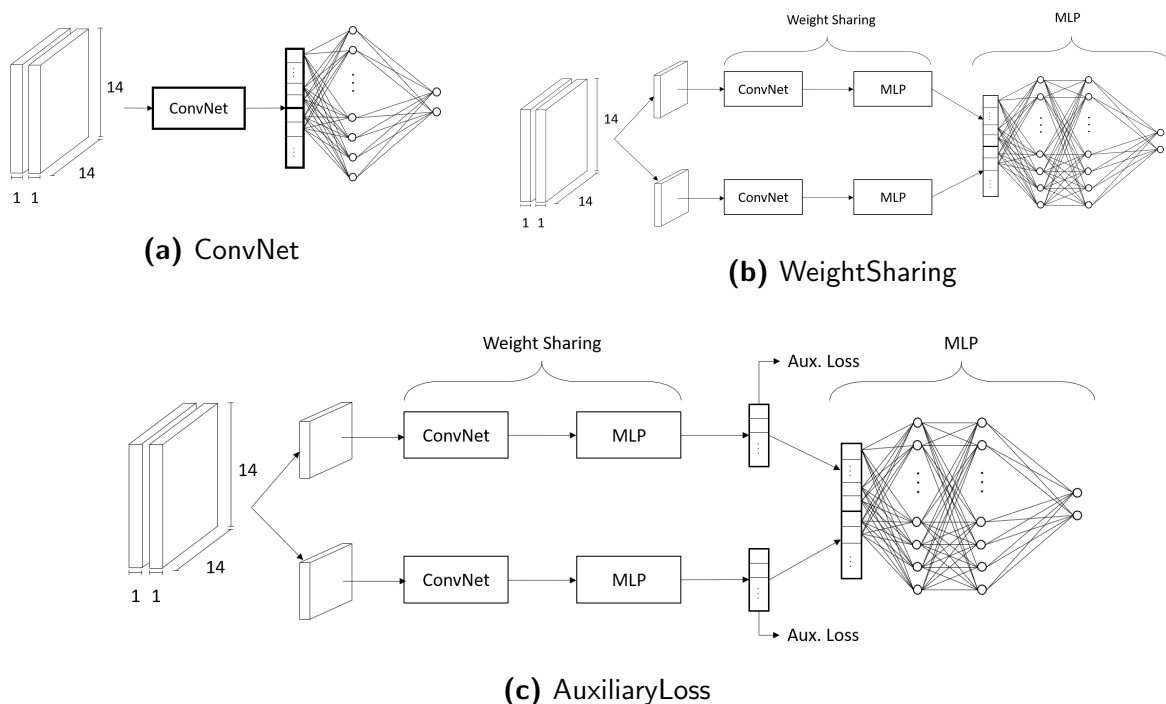 14
ConvNet
14
1 1
(a) ConvNet
Weight Sharing
MLP
ConvNet
MLP
14
14
1 1
ConvNet
MLP
(b) WeightSharing
Weight Sharing
Aux. Loss
MLP
ConvNet
MLP
14
14
1 1
ConvNet
MLP
Aux. Loss
(c) AuxiliaryLoss